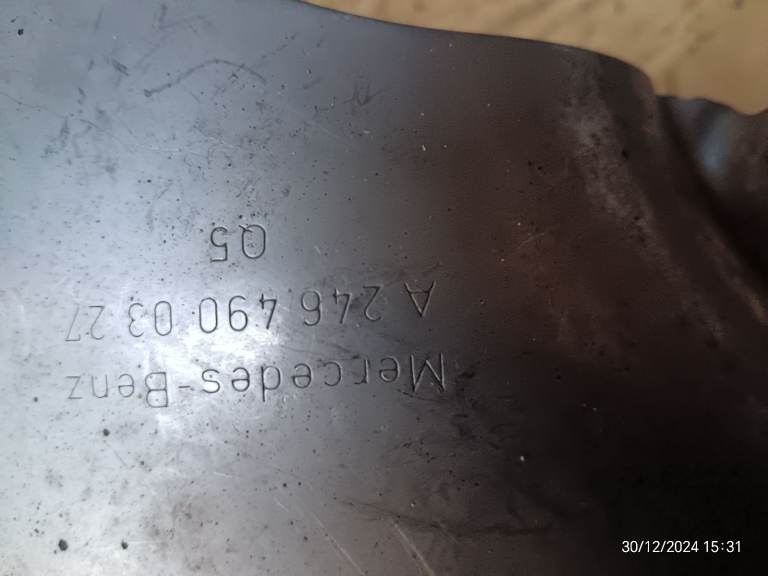 Mercedes-Benz
A 246 490 03 27
Q5
30/12/2024 15:31